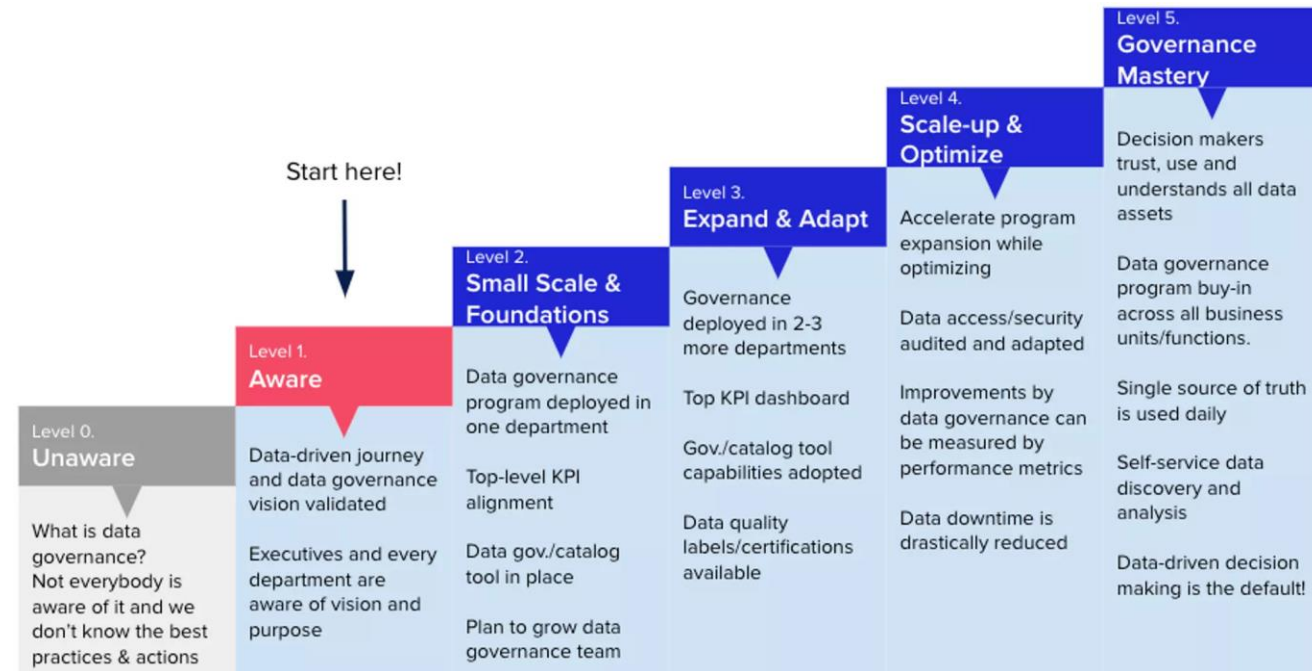 Start here!
Level 0.
Unaware
What is data
governance?
Not everybody is
aware of it and we
don't know the best
practices & actions
Level 1.
Aware
Data-driven journey
and data governance
vision validated
Executives and every
department are
aware of vision and
purpose
Level 2.
Small Scale &
Foundations
Data governance
program deployed in
one department
Top-level KPI
alignment
Data gov./catalog
tool in place
Plan to grow data
governance team
Level 3.
Expand & Adapt
Governance
deployed in 2-3
more departments
Top KPI dashboard
Gov./catalog tool
capabilities adopted
Data quality
labels/certifications
available
Level 4.
Scale-up &
Optimize
Accelerate program
expansion while
optimizing
Data access/security
audited and adapted
Improvements by
data governance can
be measured by
performance metrics
Data downtime is
drastically reduced
Level 5.
Governance
Mastery
Decision makers
trust, use and
understands all data
assets
Data governance
program buy-in
across all business
units/functions.
Single source of truth
is used daily
Self-service data
discovery and
analysis
Data-driven decision
making is the default!